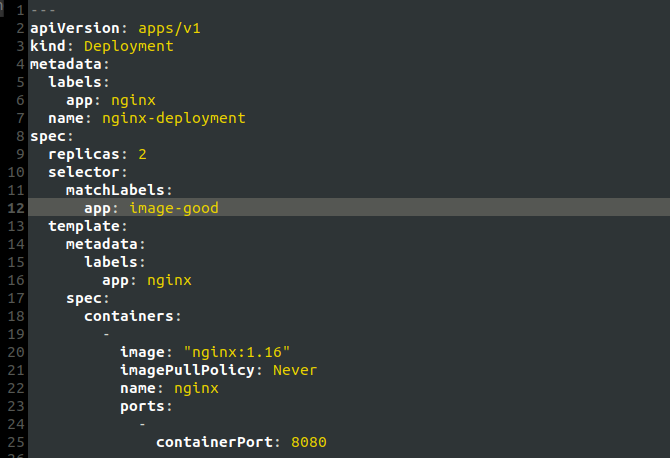 1 ---
2 apiVersion: apps/v1
3 kind: Deployment
4 metadata:
5   labels:
6     app: nginx
7   name: nginx-deployment
8 spec:
9   replicas: 2
10   selector:
11     matchLabels:
12       app: image-good
13   template:
14     metadata:
15       labels:
16         app: nginx
17     spec:
18       containers:
19         -
20           image: "nginx:1.16"
21           imagePullPolicy: Never
22           name: nginx
23           ports:
24             -
25               containerPort: 8080
26